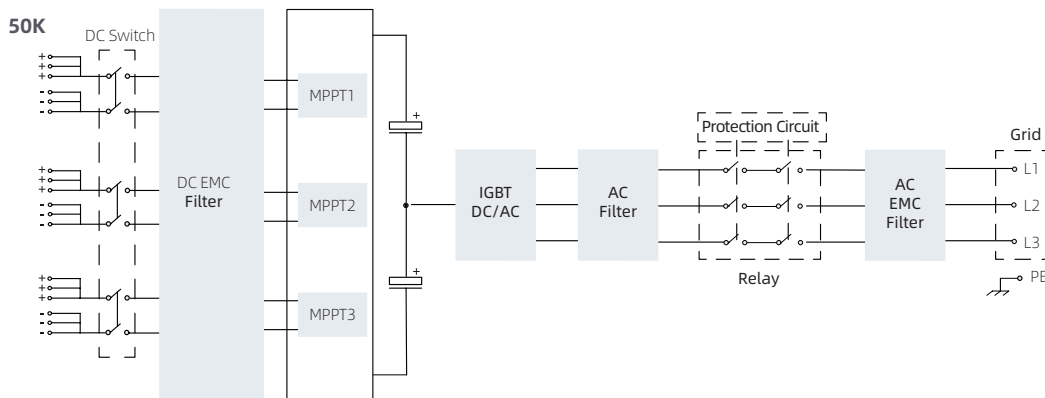 50K
DC Switch
+
+
+
-
-
-
+
+
+
-
-
-
+
+
+
-
-
-
DC EMC
Filter
MPPT1
MPPT2
MPPT3
+
+
IGBT
DC/AC
AC
Filter
Protection Circuit
Relay
AC
EMC
Filter
Grid
L1
L2
L3
PE